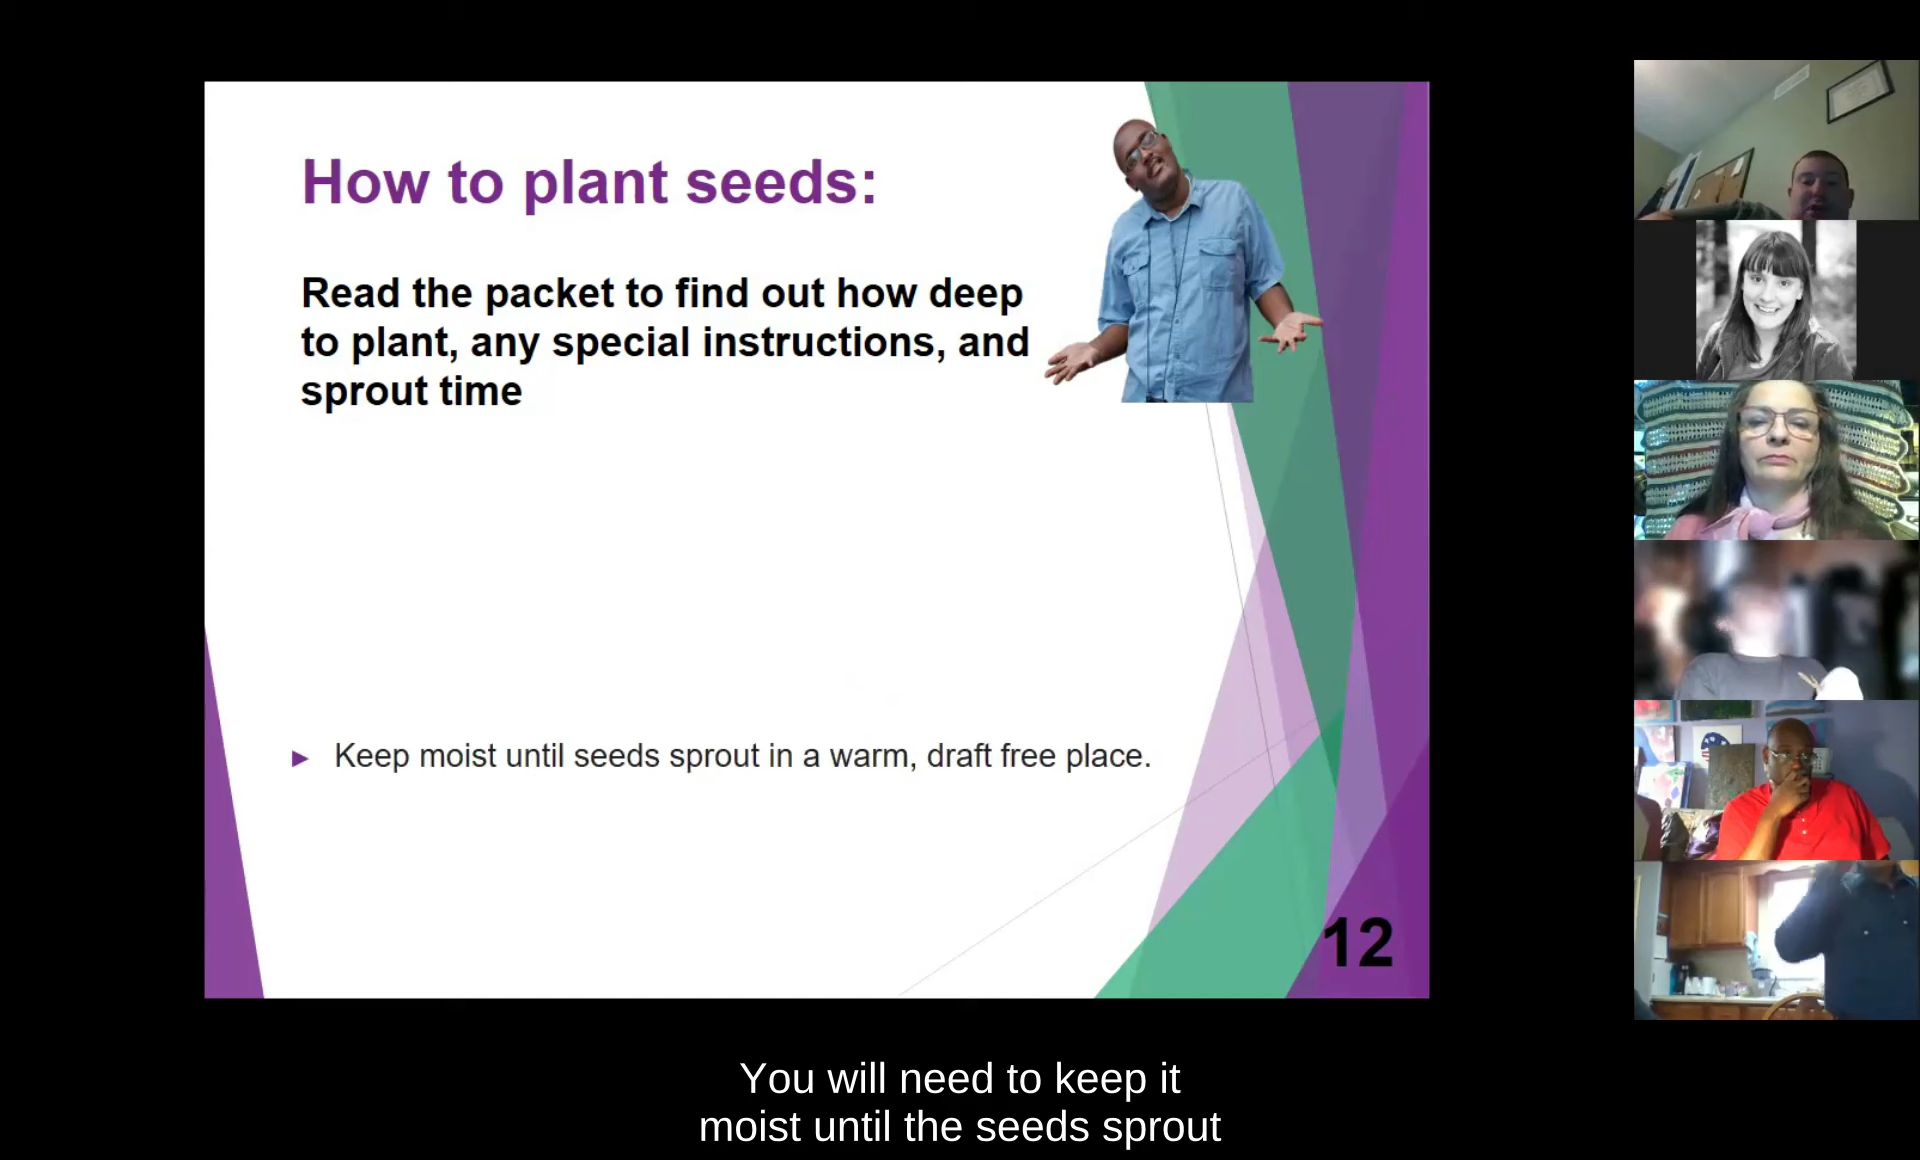 How to plant seeds:
Read the packet to find out how deep
to plant, any special instructions, and
sprout time
► Keep moist until seeds sprout in a warm, draft free place.
12
You will need to keep it
moist until the seeds sprout